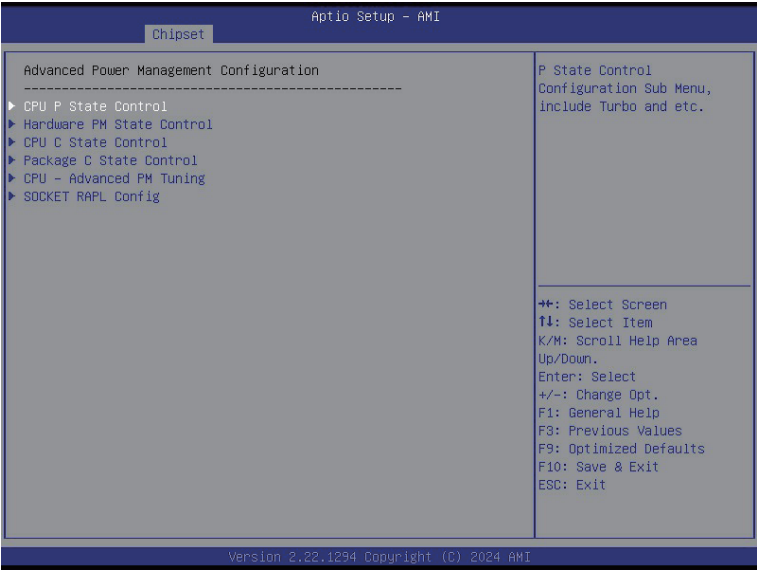 Aptio Setup – AMI
Chipset
Advanced Power Management Configuration
------------------------------------------------
CPU P State Control
Hardware PM State Control
CPU C State Control
Package C State Control
CPU – Advanced PM Tuning
SOCKET RAPL Config
P State Control
Configuration Sub Menu,
include Turbo and etc.
→←: Select Screen
↑↓: Select Item
K/M: Scroll Help Area
Up/Down.
Enter: Select
+/-: Change Opt.
F1: General Help
F3: Previous Values
F9: Optimized Defaults
F10: Save & Exit
ESC: Exit
Version 2.22.1294 Copyright (C) 2024 AMI